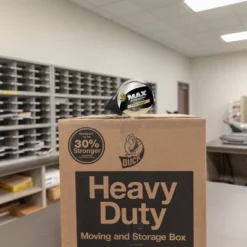 MAX
30%
Stronger
DUCK
Heavy
Duty
Moving and Storage Box